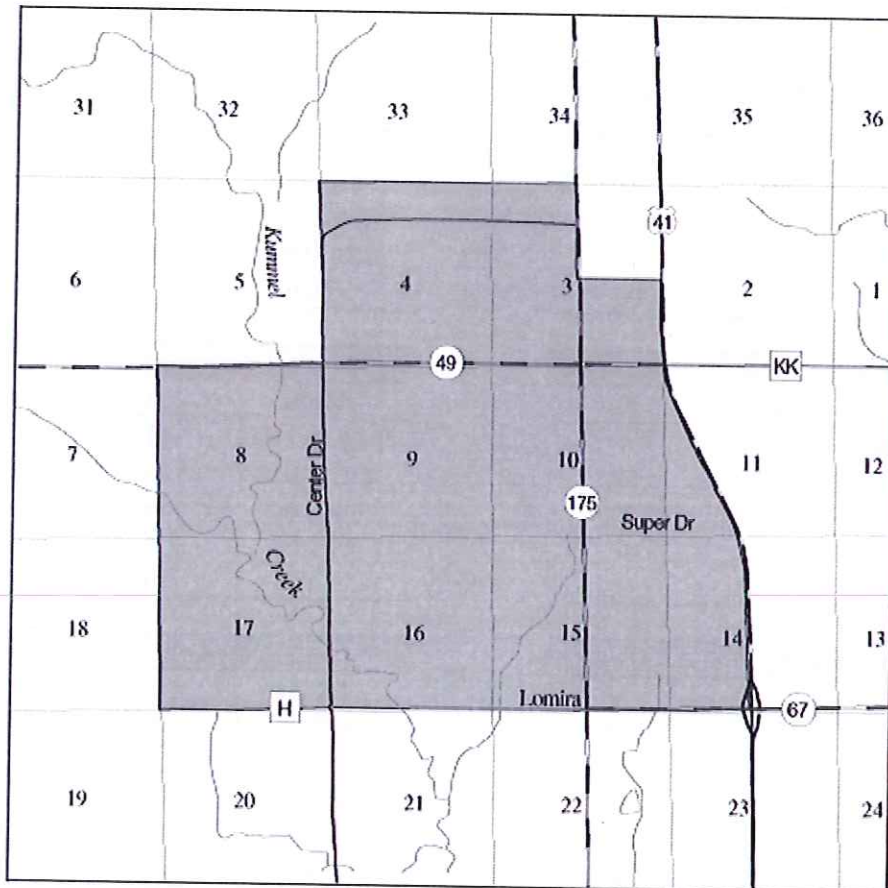 31 32 33 34 35 36
41
Kummel
6 5 4 3 2 1
49 KK
7 8 Center Dr 9 10 11 12
175
Super Dr
Creek
18 17 16 15 14 13
Lomira
H 67
19 20 21 22 23 24